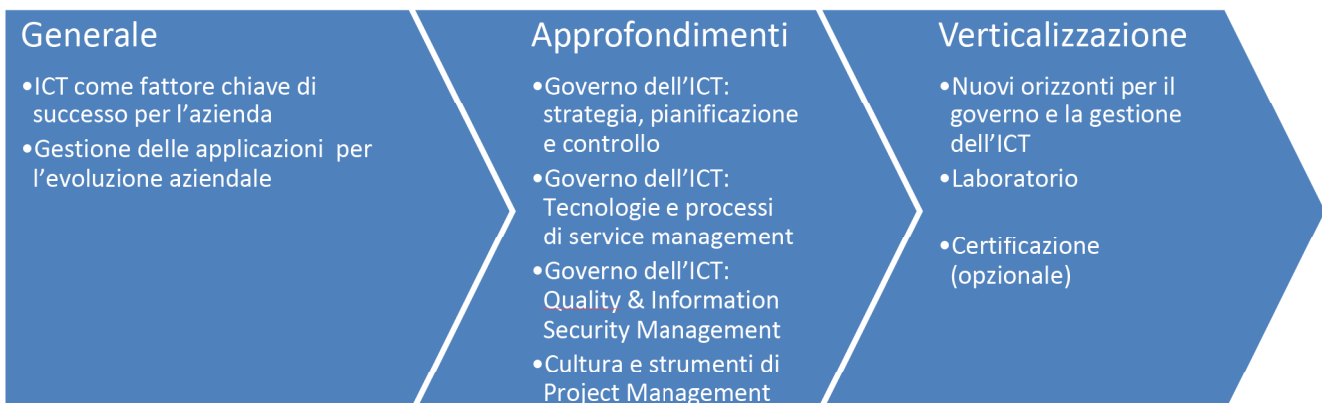 Generale
•ICT come fattore chiave di
successo per l'azienda
•Gestione delle applicazioni  per
l'evoluzione aziendale
Approfondimenti
•Governo dell'ICT:
strategia, pianificazione
e controllo
•Governo dell'ICT:
Tecnologie e processi
di service management
•Governo dell'ICT:
Quality & Information
Security Management
•Cultura e strumenti di
Project Management
Verticalizzazione
•Nuovi orizzonti per il
governo e la gestione
dell'ICT
•Laboratorio
•Certificazione
(opzionale)